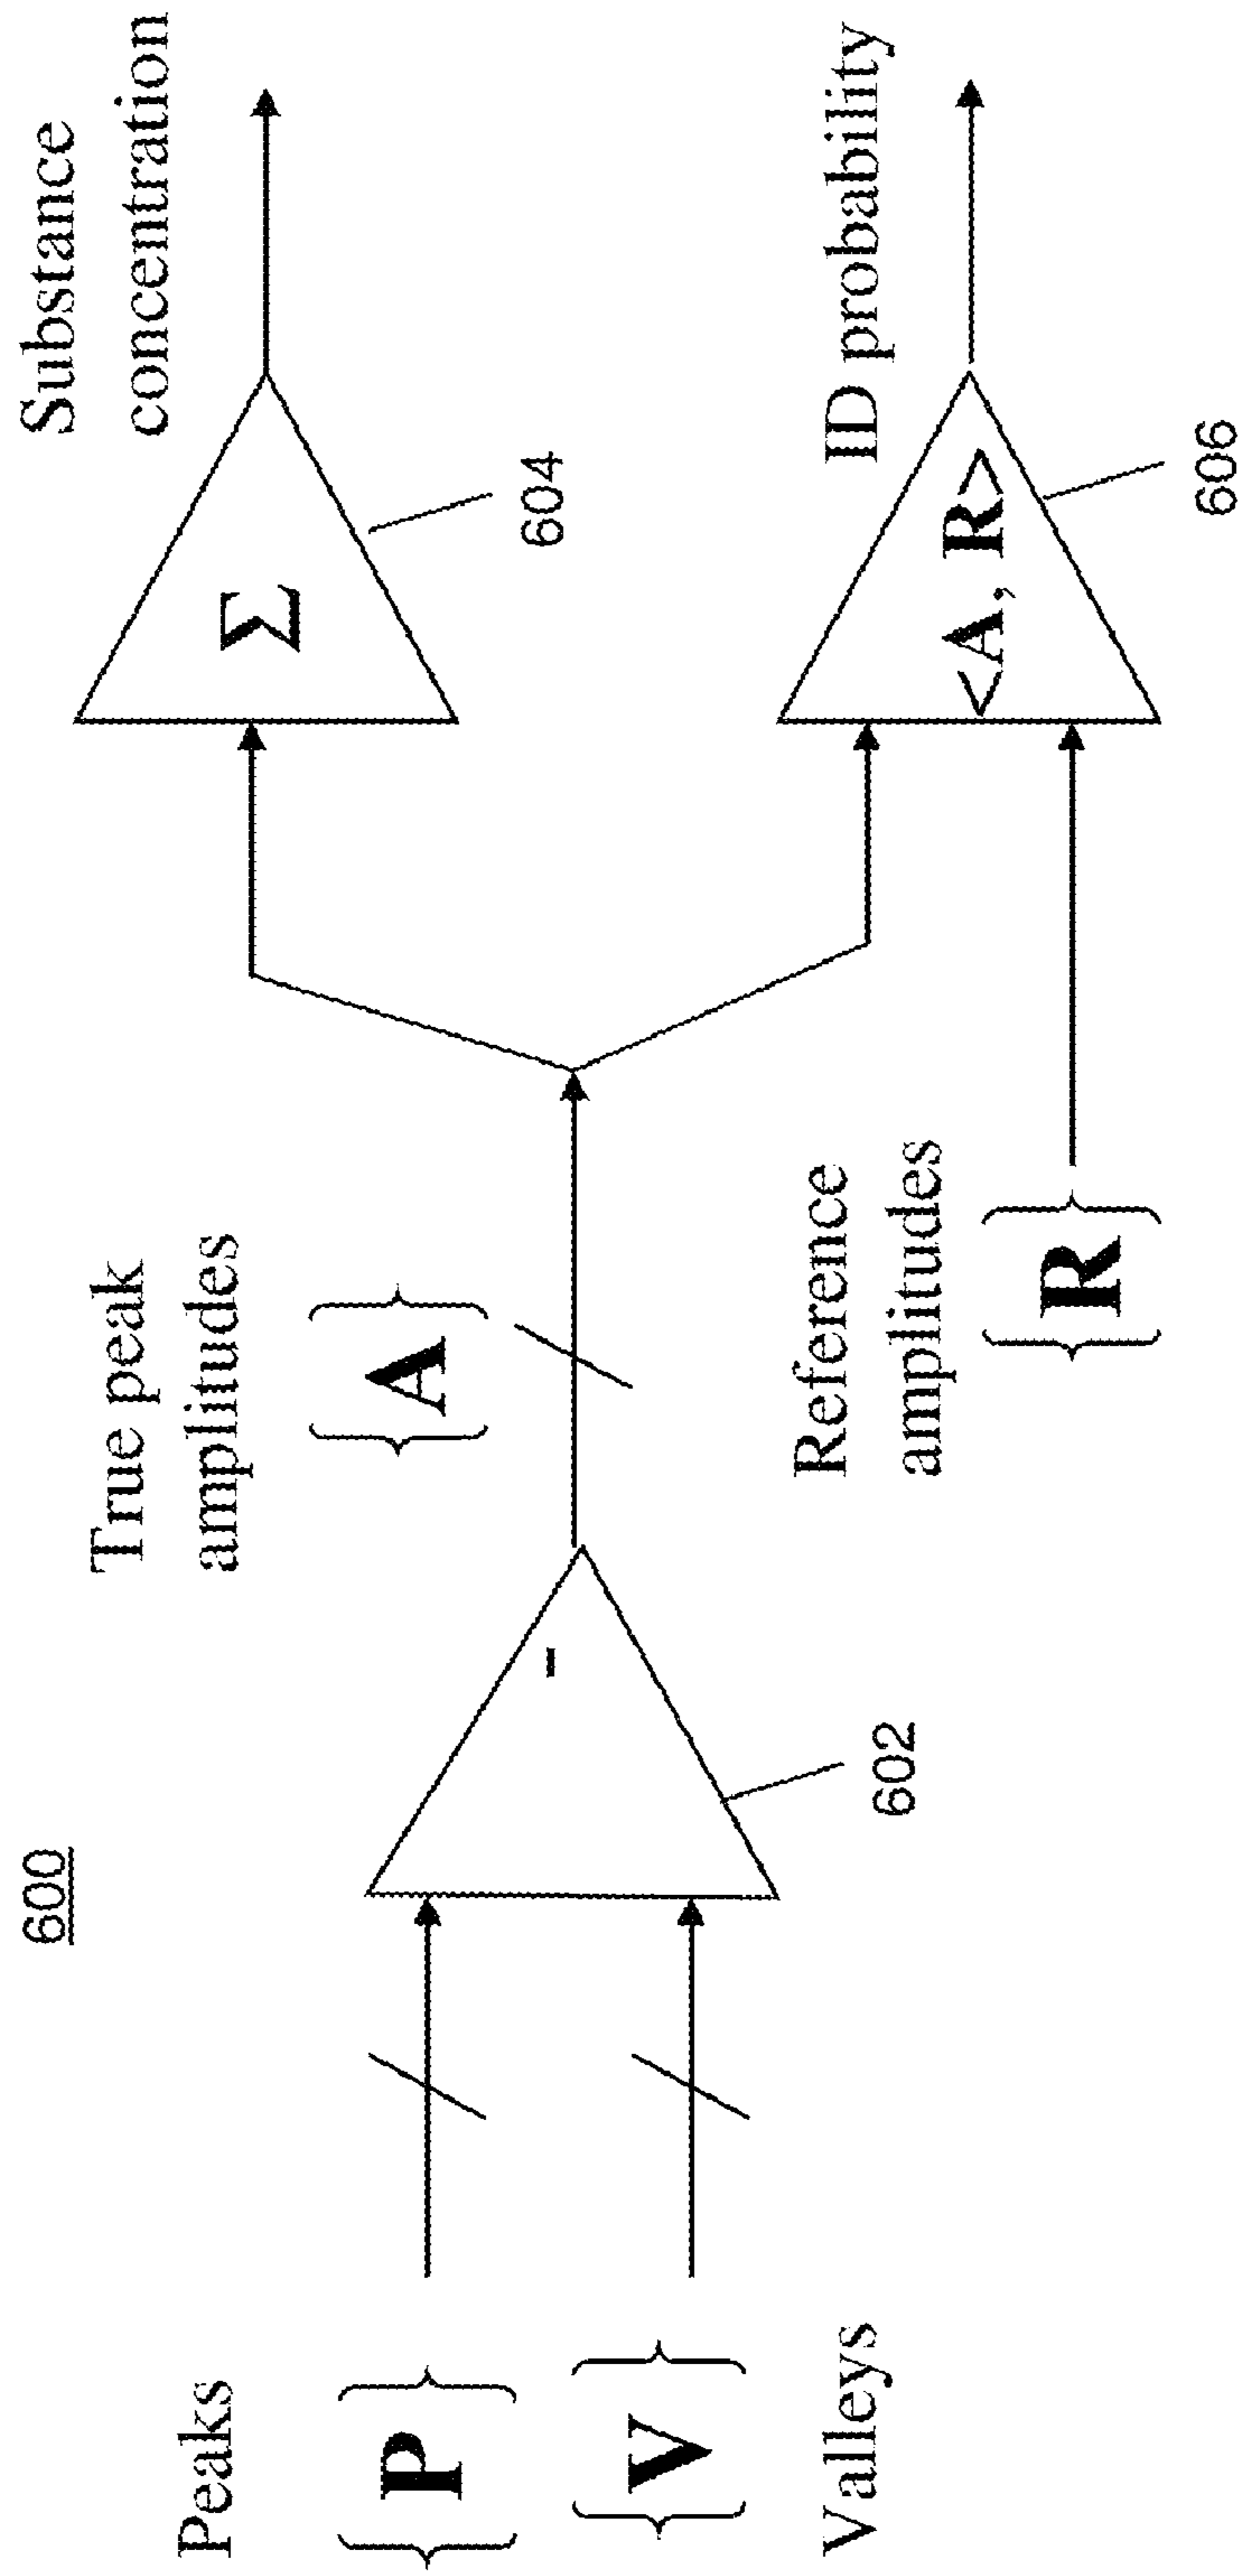 600
Peaks
{P}
{V}
Valleys
-
602
True peak
amplitudes
{A}
Reference
amplitudes
{R}
Σ
604
Substance
concentration
<A, R>
606
ID probability